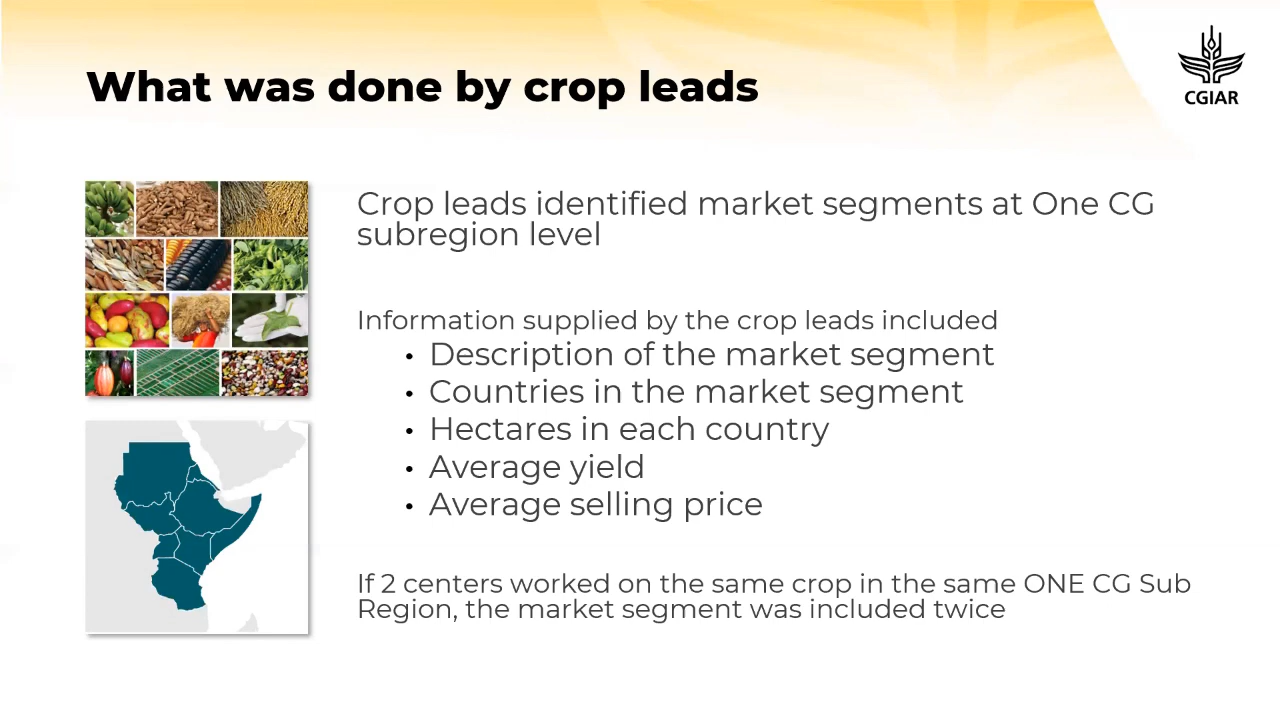 What was done by crop leads
CGIAR
Crop leads identified market segments at One CG
subregion level
Information supplied by the crop leads included
• Description of the market segment
• Countries in the market segment
• Hectares in each country
• Average yield
• Average selling price
If 2 centers worked on the same crop in the same ONE CG Sub
Region, the market segment was included twice